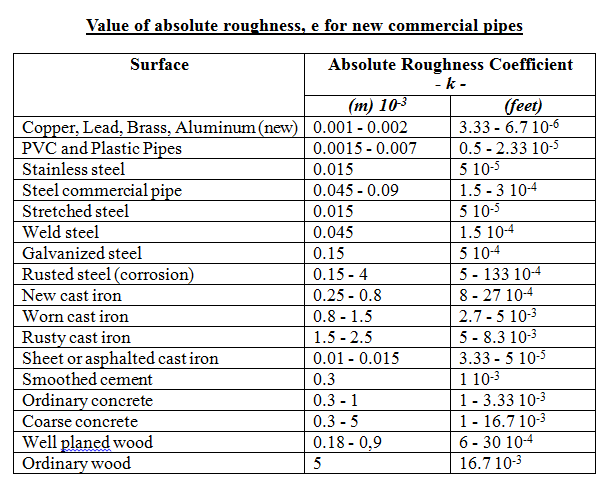 Value of absolute roughness, e for new commercial pipes
Surface Absolute Roughness Coefficient
- k -
(m) 10-3 (feet)
Copper, Lead, Brass, Aluminum (new) 0.001 - 0.002 3.33 - 6.7 10-6
PVC and Plastic Pipes 0.0015 - 0.007 0.5 - 2.33 10-5
Stainless steel 0.015 5 10-5
Steel commercial pipe 0.045 - 0.09 1.5 - 3 10-4
Stretched steel 0.015 5 10-5
Weld steel 0.045 1.5 10-4
Galvanized steel 0.15 5 10-4
Rusted steel (corrosion) 0.15 - 4 5 - 133 10-4
New cast iron 0.25 - 0.8 8 - 27 10-4
Worn cast iron 0.8 - 1.5 2.7 - 5 10-3
Rusty cast iron 1.5 - 2.5 5 - 8.3 10-3
Sheet or asphalted cast iron 0.01 - 0.015 3.33 - 5 10-5
Smoothed cement 0.3 1 10-3
Ordinary concrete 0.3 - 1 1 - 3.33 10-3
Coarse concrete 0.3 - 5 1 - 16.7 10-3
Well planed wood 0.18 - 0,9 6 - 30 10-4
Ordinary wood 5 16.7 10-3